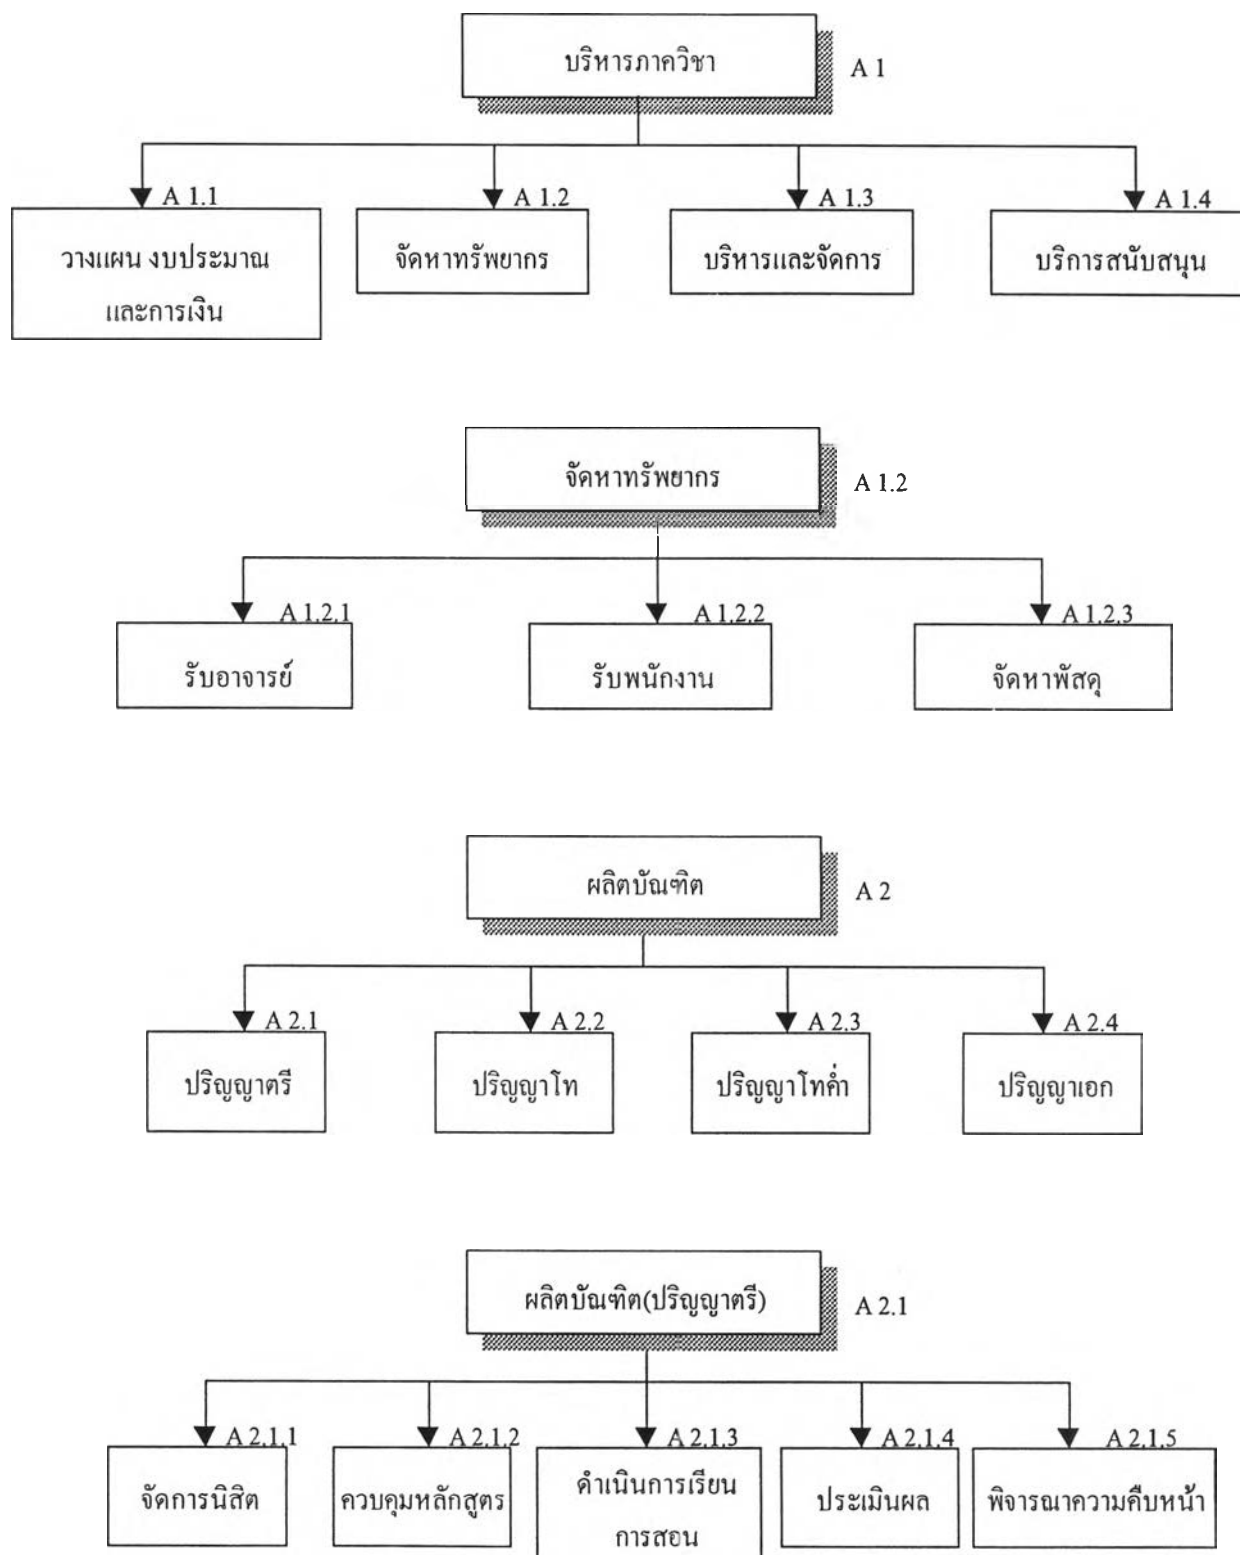 บริหารภาควิชา
A 1
A 1.1
A 1.2
A 1.3
A 1.4
วางแผน งบประมาณ
และการเงิน
จัดหาทรัพยากร
บริหารและจัดการ
บริการสนับสนุน
จัดหาทรัพยากร
A 1.2
A 1.2.1
A 1.2.2
A 1.2.3
รับอาจารย์
รับพนักงาน
จัดหาพัสดุ
ผลิตบัณฑิต
A 2
A 2.1
A 2.2
A 2.3
A 2.4
ปริญญาตรี
ปริญญาโท
ปริญญาโทค่ำ
ปริญญาเอก
ผลิตบัณฑิต(ปริญญาตรี)
A 2.1
A 2.1.1
A 2.1.2
A 2.1.3
A 2.1.4
A 2.1.5
จัดการนิสิต
ควบคุมหลักสูตร
ดำเนินการเรียน
การสอน
ประเมินผล
พิจารณาความคืบหน้า